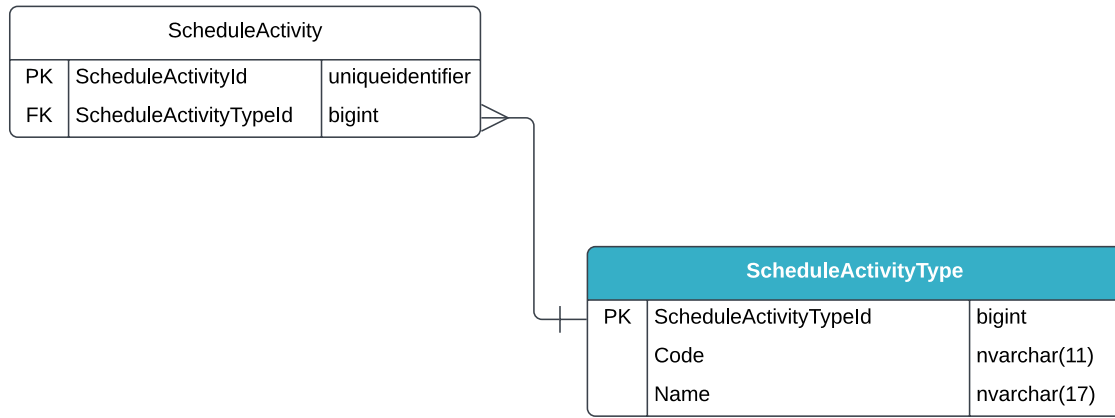 ScheduleActivity
PK ScheduleActivityId uniqueidentifier
FK ScheduleActivityTypeId bigint
ScheduleActivityType
PK ScheduleActivityTypeId bigint
Code nvarchar(11)
Name nvarchar(17)